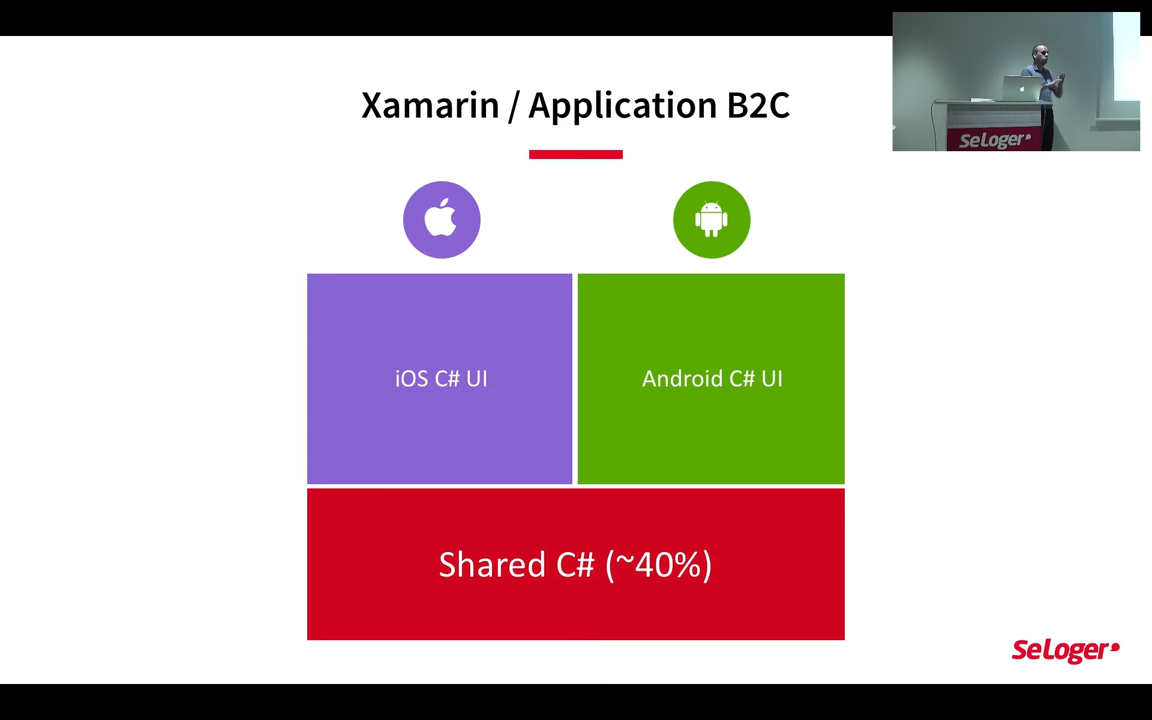 Xamarin / Application B2C
SeLoger
iOS C# UI
Android C# UI
Shared C# (~40%)
SeLoger